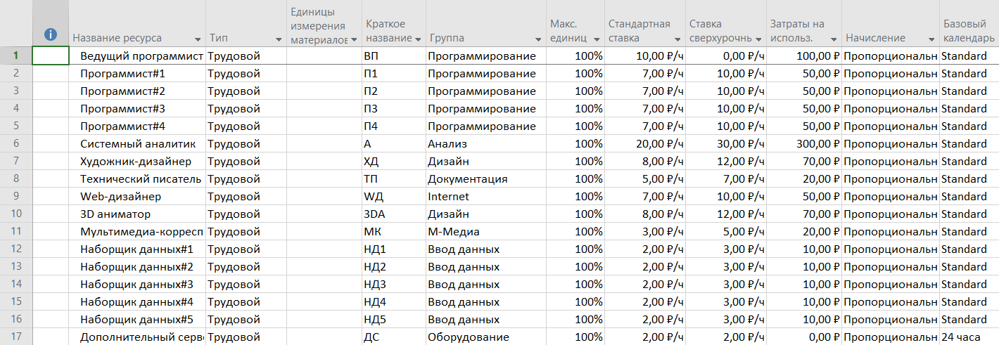 Название ресурса Тип Единицы измерения материалов Краткое название Группа Макс. единиц Стандартная ставка Ставка сверхурочнь Затраты на использ. Начисление Базовый календарь
1 Ведущий программист Трудовой ВП Программирование 100% 10,00 ₽/ч 0,00 ₽/ч 100,00 ₽ Пропорциональн Standard
2 Программист#1 Трудовой П1 Программирование 100% 7,00 ₽/ч 10,00 ₽/ч 50,00 ₽ Пропорциональн Standard
3 Программист#2 Трудовой П2 Программирование 100% 7,00 ₽/ч 10,00 ₽/ч 50,00 ₽ Пропорциональн Standard
4 Программист#3 Трудовой П3 Программирование 100% 7,00 ₽/ч 10,00 ₽/ч 50,00 ₽ Пропорциональн Standard
5 Программист#4 Трудовой П4 Программирование 100% 7,00 ₽/ч 10,00 ₽/ч 50,00 ₽ Пропорциональн Standard
6 Системный аналитик Трудовой А Анализ 100% 20,00 ₽/ч 30,00 ₽/ч 300,00 ₽ Пропорциональн Standard
7 Художник-дизайнер Трудовой ХД Дизайн 100% 8,00 ₽/ч 12,00 ₽/ч 70,00 ₽ Пропорциональн Standard
8 Технический писатель Трудовой ТП Документация 100% 5,00 ₽/ч 7,00 ₽/ч 20,00 ₽ Пропорциональн Standard
9 Web-дизайнер Трудовой WД Internet 100% 7,00 ₽/ч 10,00 ₽/ч 50,00 ₽ Пропорциональн Standard
10 3D аниматор Трудовой 3DA Дизайн 100% 8,00 ₽/ч 12,00 ₽/ч 70,00 ₽ Пропорциональн Standard
11 Мультимедиа-корресп Трудовой МК М-Медиа 100% 3,00 ₽/ч 5,00 ₽/ч 20,00 ₽ Пропорциональн Standard
12 Наборщик данных#1 Трудовой НД1 Ввод данных 100% 2,00 ₽/ч 3,00 ₽/ч 10,00 ₽ Пропорциональн Standard
13 Наборщик данных#2 Трудовой НД2 Ввод данных 100% 2,00 ₽/ч 3,00 ₽/ч 10,00 ₽ Пропорциональн Standard
14 Наборщик данных#3 Трудовой НД3 Ввод данных 100% 2,00 ₽/ч 3,00 ₽/ч 10,00 ₽ Пропорциональн Standard
15 Наборщик данных#4 Трудовой НД4 Ввод данных 100% 2,00 ₽/ч 3,00 ₽/ч 10,00 ₽ Пропорциональн Standard
16 Наборщик данных#5 Трудовой НД5 Ввод данных 100% 2,00 ₽/ч 3,00 ₽/ч 10,00 ₽ Пропорциональн Standard
17 Дополнительный серве Трудовой ДС Оборудование 100% 2,00 ₽/ч 2,00 ₽/ч 0,00 ₽ Пропорциональн 24 часа